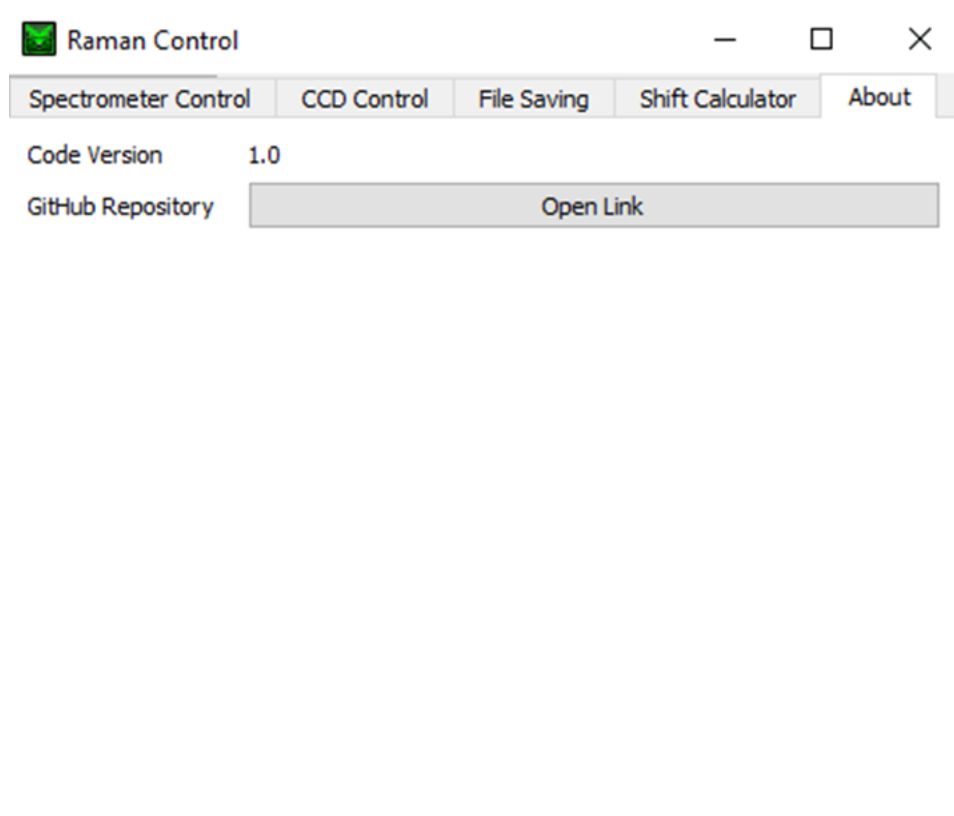 Raman Control
Spectrometer Control CCD Control File Saving Shift Calculator About
Code Version 1.0
GitHub Repository Open Link